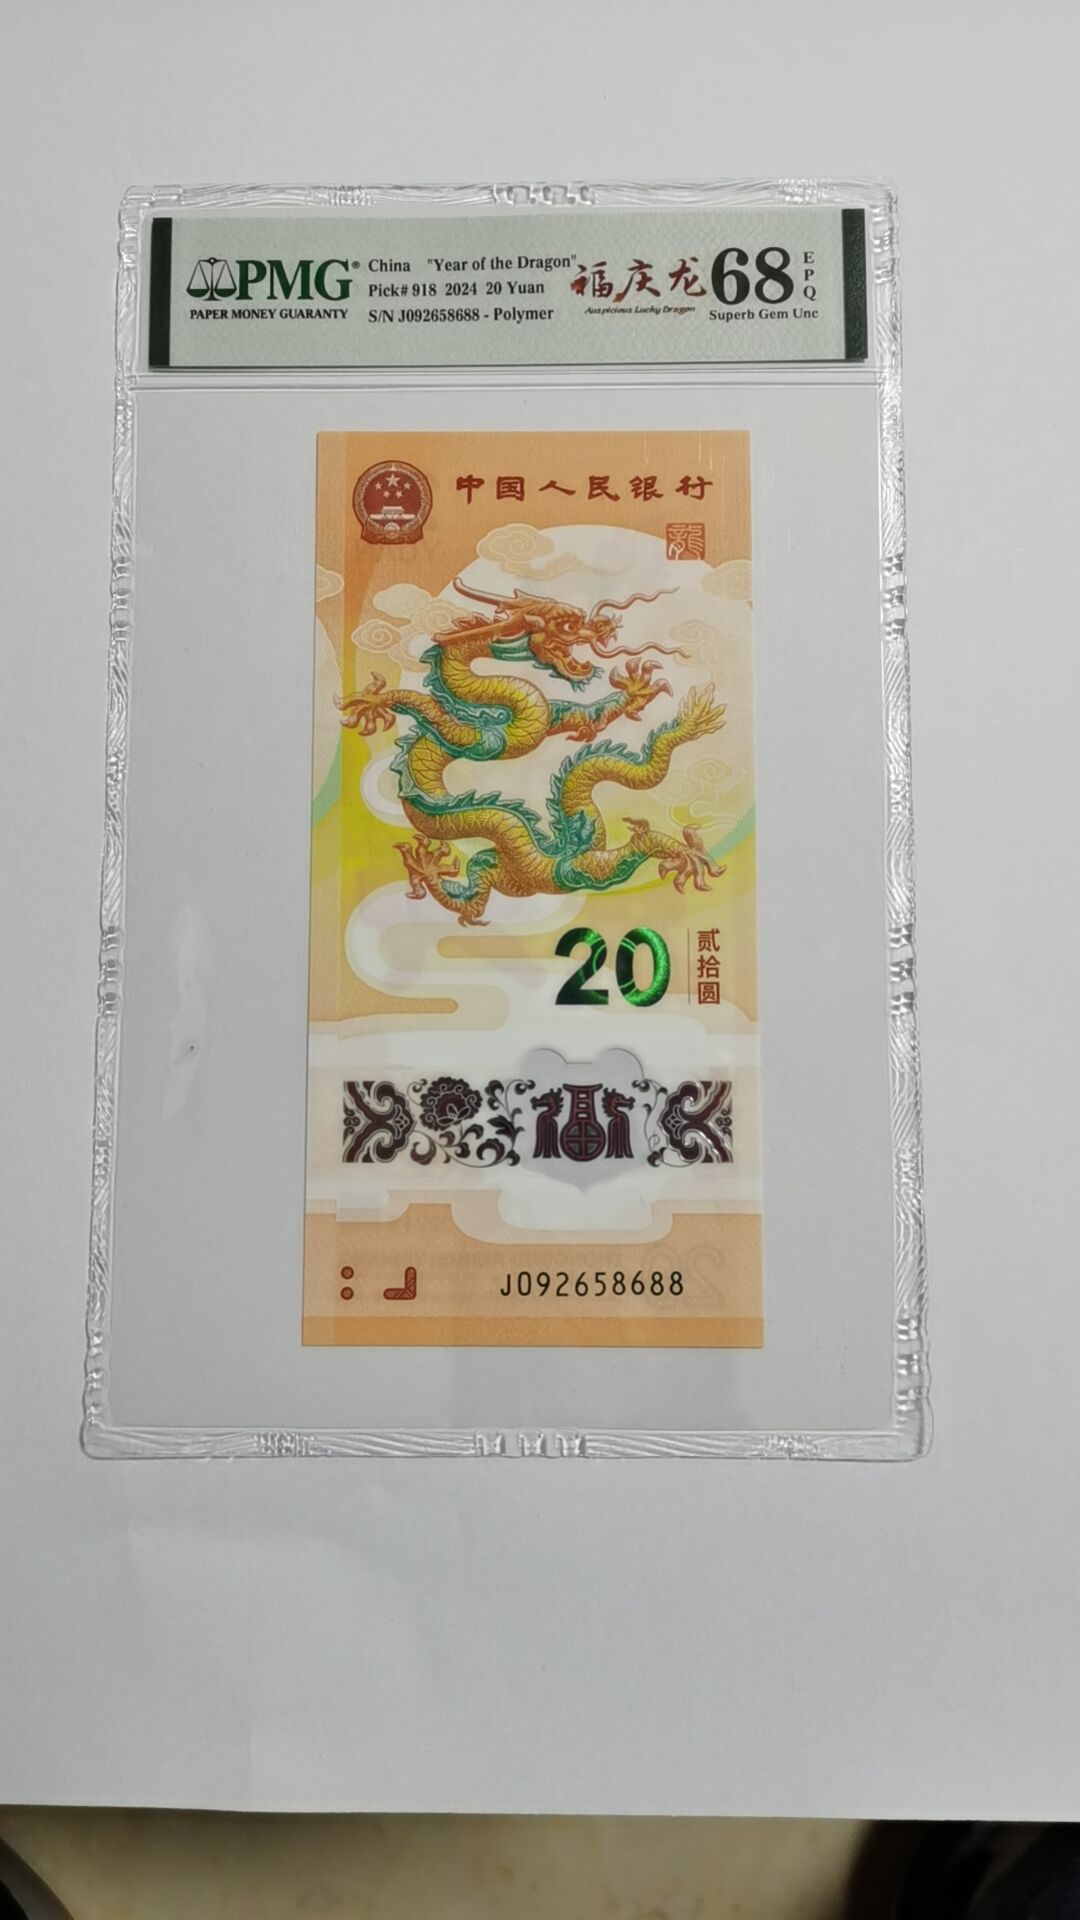 PMG®
PAPER MONEY GUARANTY
China "Year of the Dragon"
Pick# 918 2024 20 Yuan
S/N J092658688 - Polymer
福庆龙
Auspicious Lucky Dragon
68
EPQ
Superb Gem Unc
中国人民银行
龍
20
贰拾圆
福
J092658688